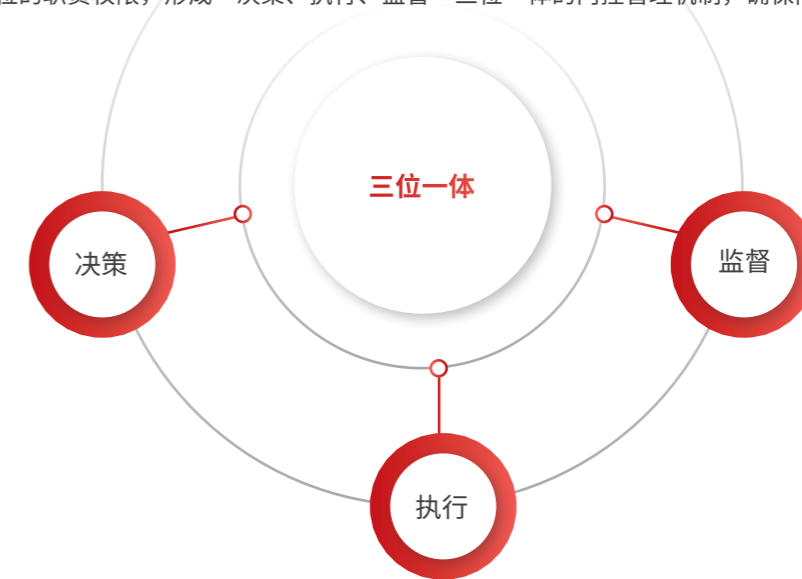 位的职责权限，形成"决策、执行、监督"三位一体的内控管理机制，确保
三位一体
决策
监督
执行